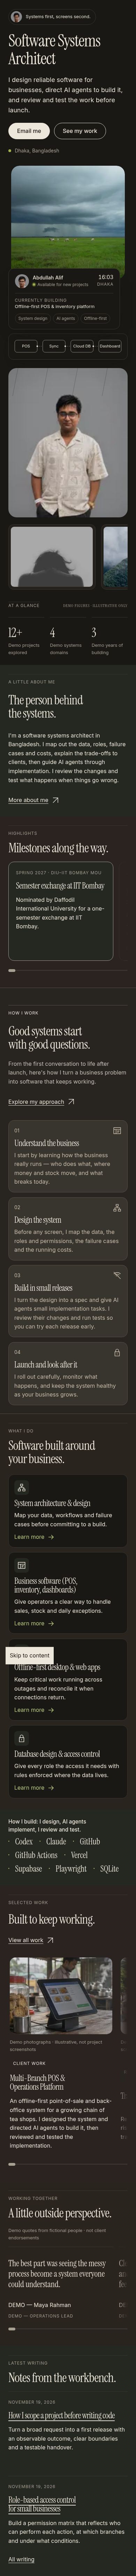 Systems first, screens second.
Software Systems
Architect
I design reliable software for
businesses, direct AI agents to build it,
and review and test the work before
launch.
Email me
See my work
Dhaka, Bangladesh
Abdullah Alif
Available for new projects
16:03
DHAKA
CURRENTLY BUILDING
Offline-first POS & inventory platform
System design
AI agents
Offline-first
POS
Sync
Cloud DB
Dashboard
AT A GLANCE
12+
4
3
Demo projects
explored
Demo systems
domains
Demo years of
building
A LITTLE ABOUT ME
The person behind
the systems.
I'm a software systems architect in
Bangladesh. I map out the data, roles, failure
cases and costs, explain the trade-offs to
clients, then guide AI agents through
implementation. I review the changes and
test what happens when things go wrong.
More about me
HIGHLIGHTS
Milestones along the way.
SPRING 2027 · DIU–IIT BOMBAY MOU
Semester exchange at IIT Bombay
Nominated by Daffodil
International University for a one-
semester exchange at IIT
Bombay.
HOW I WORK
Good systems start
with good questions.
From the first conversation to life after
launch, here's how I turn a business problem
into software that keeps working.
Explore my approach
01
Understand the business
I start by learning how the business
really runs — who does what, where
money and stock move, and what
breaks today.
02
Design the system
Before any screen, I map the data, the
roles and permissions, the failure cases
and the running costs.
03
Build in small releases
I turn the design into a spec and give AI
agents small implementation tasks. I
review their changes and run tests so
you can try each release early.
04
Launch and look after it
I roll out carefully, monitor what
happens, and keep the system healthy
as your business grows.
WHAT I DO
Software built around
your business.
System architecture & design
Map your data, workflows and failure
cases before committing to a build.
Learn more
Business software (POS,
inventory, dashboards)
Give operators a clear way to handle
sales, stock and daily exceptions.
Learn more
Skip to content
Offline-first desktop & web apps
Keep critical work running across
outages and reconcile it when
connections return.
Learn more
Database design & access control
Give every role the access it needs with
rules enforced where the data lives.
Learn more
How I build: I design, AI agents
implement, I review and test.
Codex
Claude
GitHub
GitHub Actions
Vercel
Supabase
Playwright
SQLite
SELECTED WORK
Built to keep working.
View all work
Demo photographs · illustrative, not project
screenshots
CLIENT WORK
Multi-Branch POS &
Operations Platform
An offline-first point-of-sale and back-
office system for a growing chain of
tea shops. I designed the system and
directed AI agents to build it, then
reviewed and tested the
implementation.
WORKING TOGETHER
A little outside perspective.
Demo quotes from fictional people · not client
endorsements
The best part was seeing the messy
process become a system everyone
could understand.
DEMO — Maya Rahman
DEMO — OPERATIONS LEAD
LATEST WRITING
Notes from the workbench.
NOVEMBER 19, 2026
How I scope a project before writing code
Turn a broad request into a first release with
an observable outcome, clear boundaries
and a testable handover.
NOVEMBER 19, 2026
Role-based access control
for small businesses
Build a permission matrix that reflects who
can perform each action, at which branches
and under what conditions.
All writing